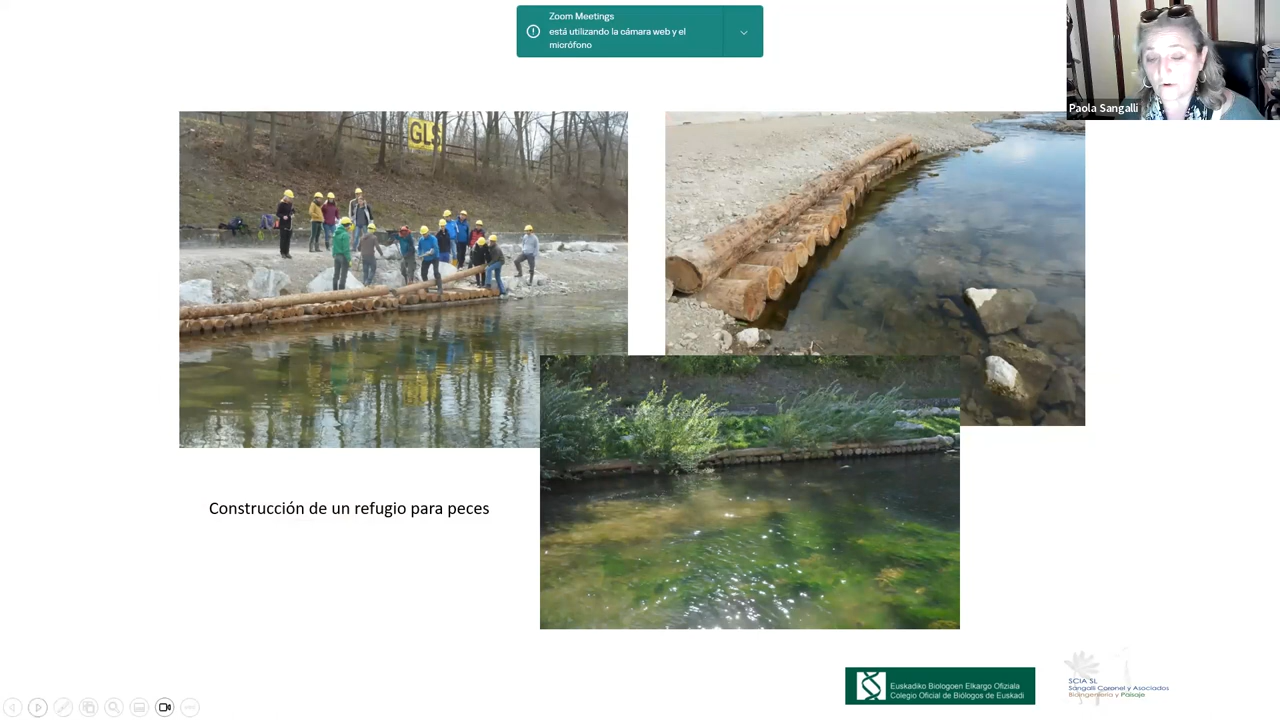 Zoom Meetings
está utilizando la cámara web y el
micrófono
Paola Sangalli
GLS
Construcción de un refugio para peces
Euskadiko Biologoen Elkargo Ofiziala
Colegio Oficial de Biólogos de Euskadi
SCIA SL
Sangalli Coronel y Asociados
Bioingeniería y Paisaje